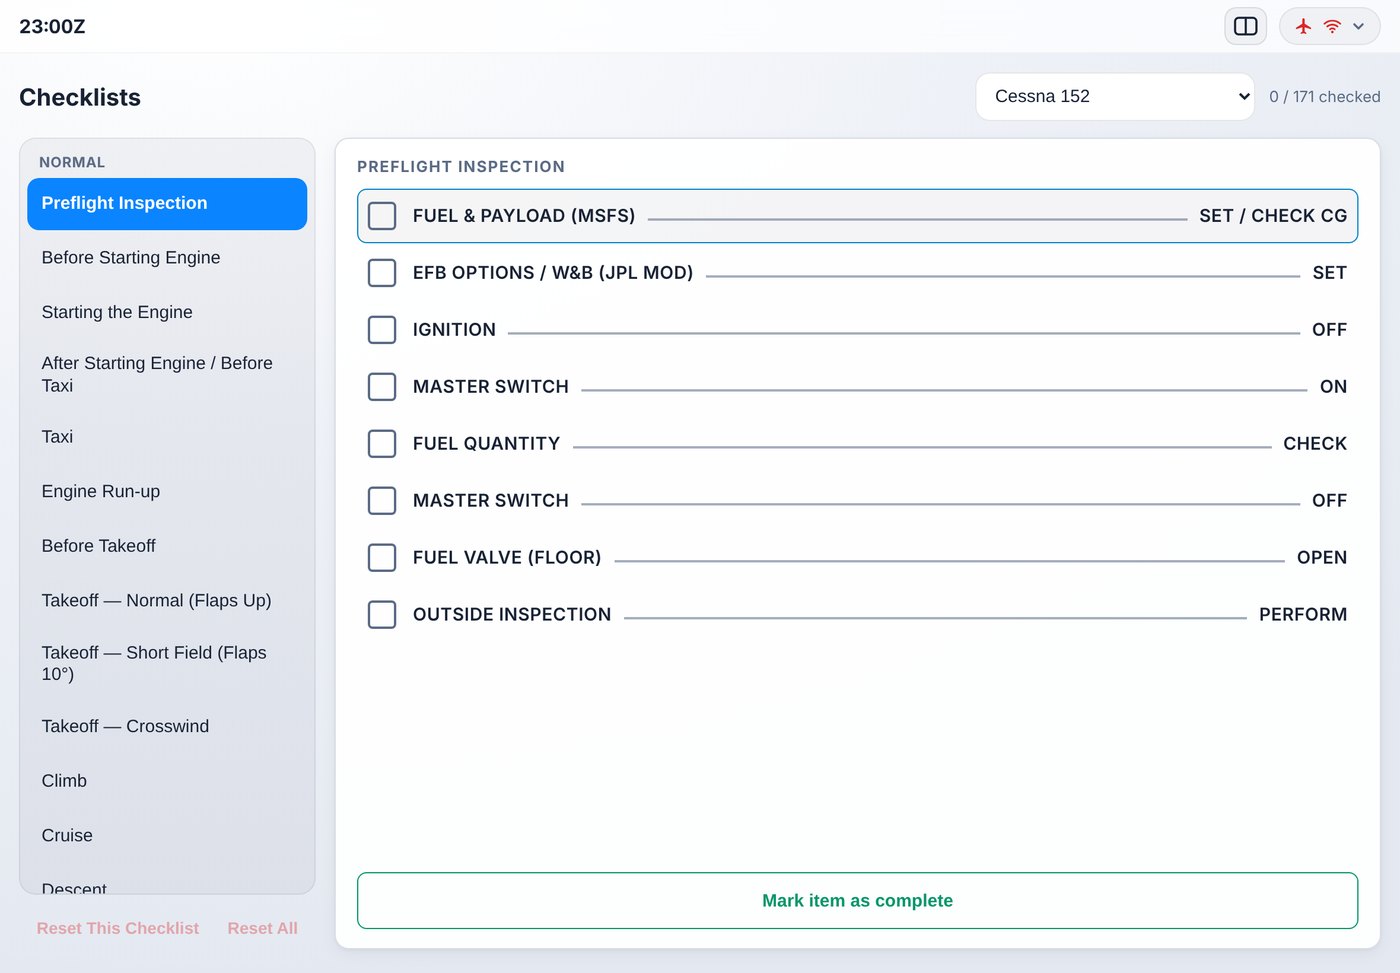 23:00Z
Checklists
Cessna 152
0 / 171 checked
NORMAL
Preflight Inspection
Before Starting Engine
Starting the Engine
After Starting Engine / Before
Taxi
Taxi
Engine Run-up
Before Takeoff
Takeoff — Normal (Flaps Up)
Takeoff — Short Field (Flaps
10°)
Takeoff — Crosswind
Climb
Cruise
Descent
Reset This Checklist Reset All
PREFLIGHT INSPECTION
FUEL & PAYLOAD (MSFS) SET / CHECK CG
EFB OPTIONS / W&B (JPL MOD) SET
IGNITION OFF
MASTER SWITCH ON
FUEL QUANTITY CHECK
MASTER SWITCH OFF
FUEL VALVE (FLOOR) OPEN
OUTSIDE INSPECTION PERFORM
Mark item as complete